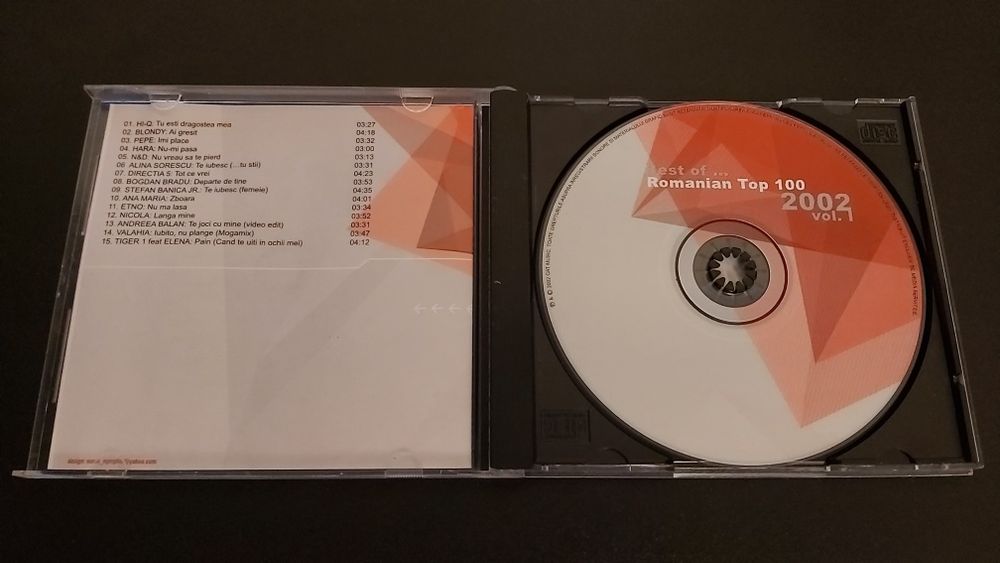 01. HI-Q: Tu esti dragostea mea 03:27
02. BLONDY: Ai gresit 04:18
03. PEPE: Imi place 03:32
04. HARA: Nu-mi pasa 03:00
05. N&D: Nu vreau sa te pierd 03:13
06 ALINA SORESCU: Te iubesc (...tu stii) 03:31
07. DIRECTIA 5: Tot ce vrei 04:23
08. BOGDAN BRADU: Departe de tine 03:53
09. STEFAN BANICA JR.: Te iubesc (femeie) 04:35
10. ANA MARIA: Zboara 04:01
11. ETNO: Nu ma lasa 03:34
12. NICOLA: Langa mine 03:52
13. ANDREEA BALAN: Te joci cu mine (video edit) 03:31
14. VALAHIA: Iubito, nu plange (Mogamix) 03:47
15. TIGER 1 feat ELENA: Pain (Cand te uiti in ochii mei) 04:12
Best of ...
Romanian Top 100
2002
vol.1